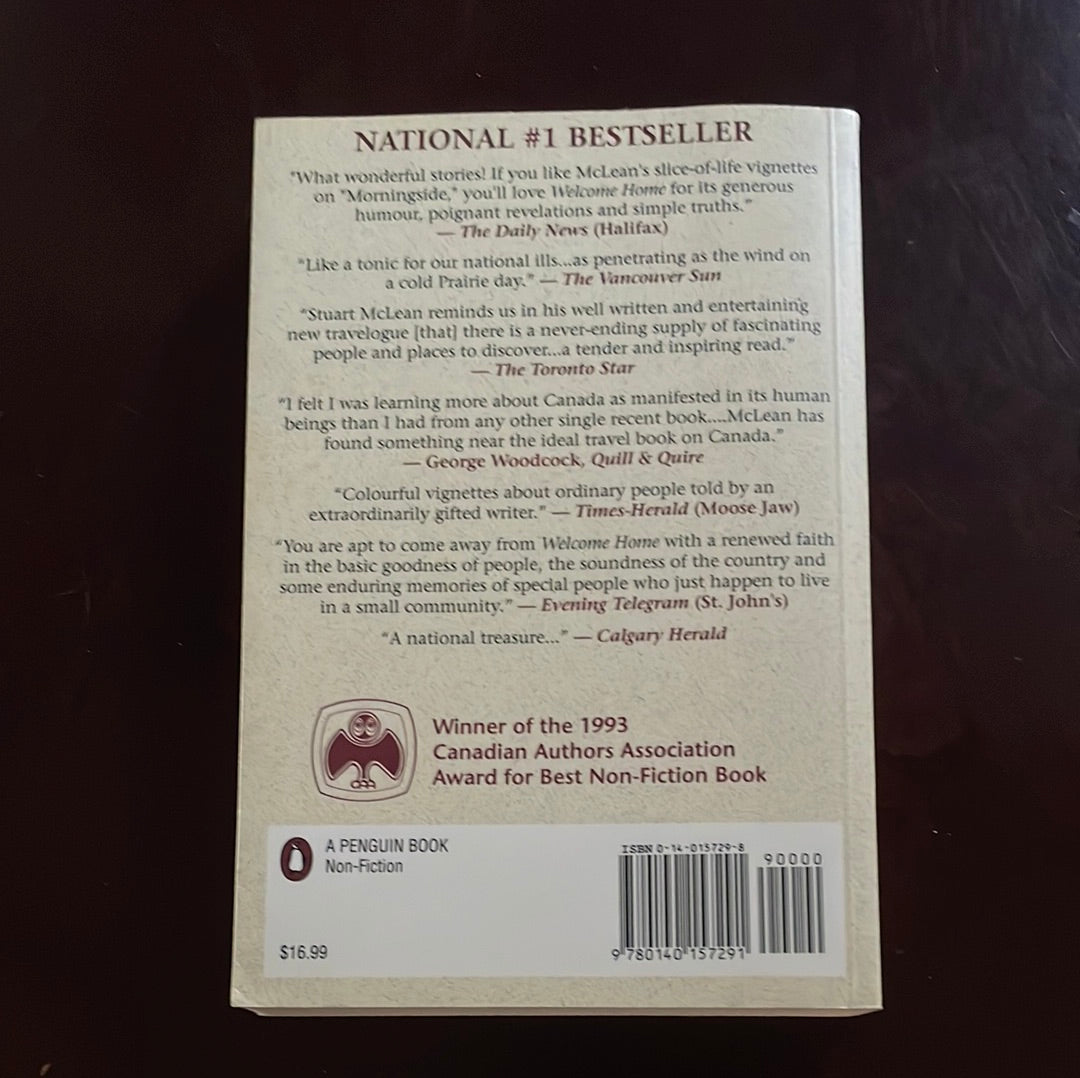 NATIONAL #1 BESTSELLER
"What wonderful stories! If you like McLean's slice-of-life vignettes
on "Morningside," you'll love Welcome Home for its generous
humour, poignant revelations and simple truths."
— The Daily News (Halifax)
"Like a tonic for our national ills...as penetrating as the wind on
a cold Prairie day." — The Vancouver Sun
"Stuart McLean reminds us in his well written and entertaining
new travelogue [that] there is a never-ending supply of fascinating
people and places to discover...a tender and inspiring read."
— The Toronto Star
"I felt I was learning more about Canada as manifested in its human
beings than I had from any other single recent book....McLean has
found something near the ideal travel book on Canada."
— George Woodcock, Quill & Quire
"Colourful vignettes about ordinary people told by an
extraordinarily gifted writer." — Times-Herald (Moose Jaw)
"You are apt to come away from Welcome Home with a renewed faith
in the basic goodness of people, the soundness of the country and
some enduring memories of special people who just happen to live
in a small community." — Evening Telegram (St. John's)
"A national treasure..." — Calgary Herald
Winner of the 1993
Canadian Authors Association
Award for Best Non-Fiction Book
CAA
A PENGUIN BOOK
Non-Fiction
$16.99
ISBN 0-14-015729-8
90000
9 780140 157291